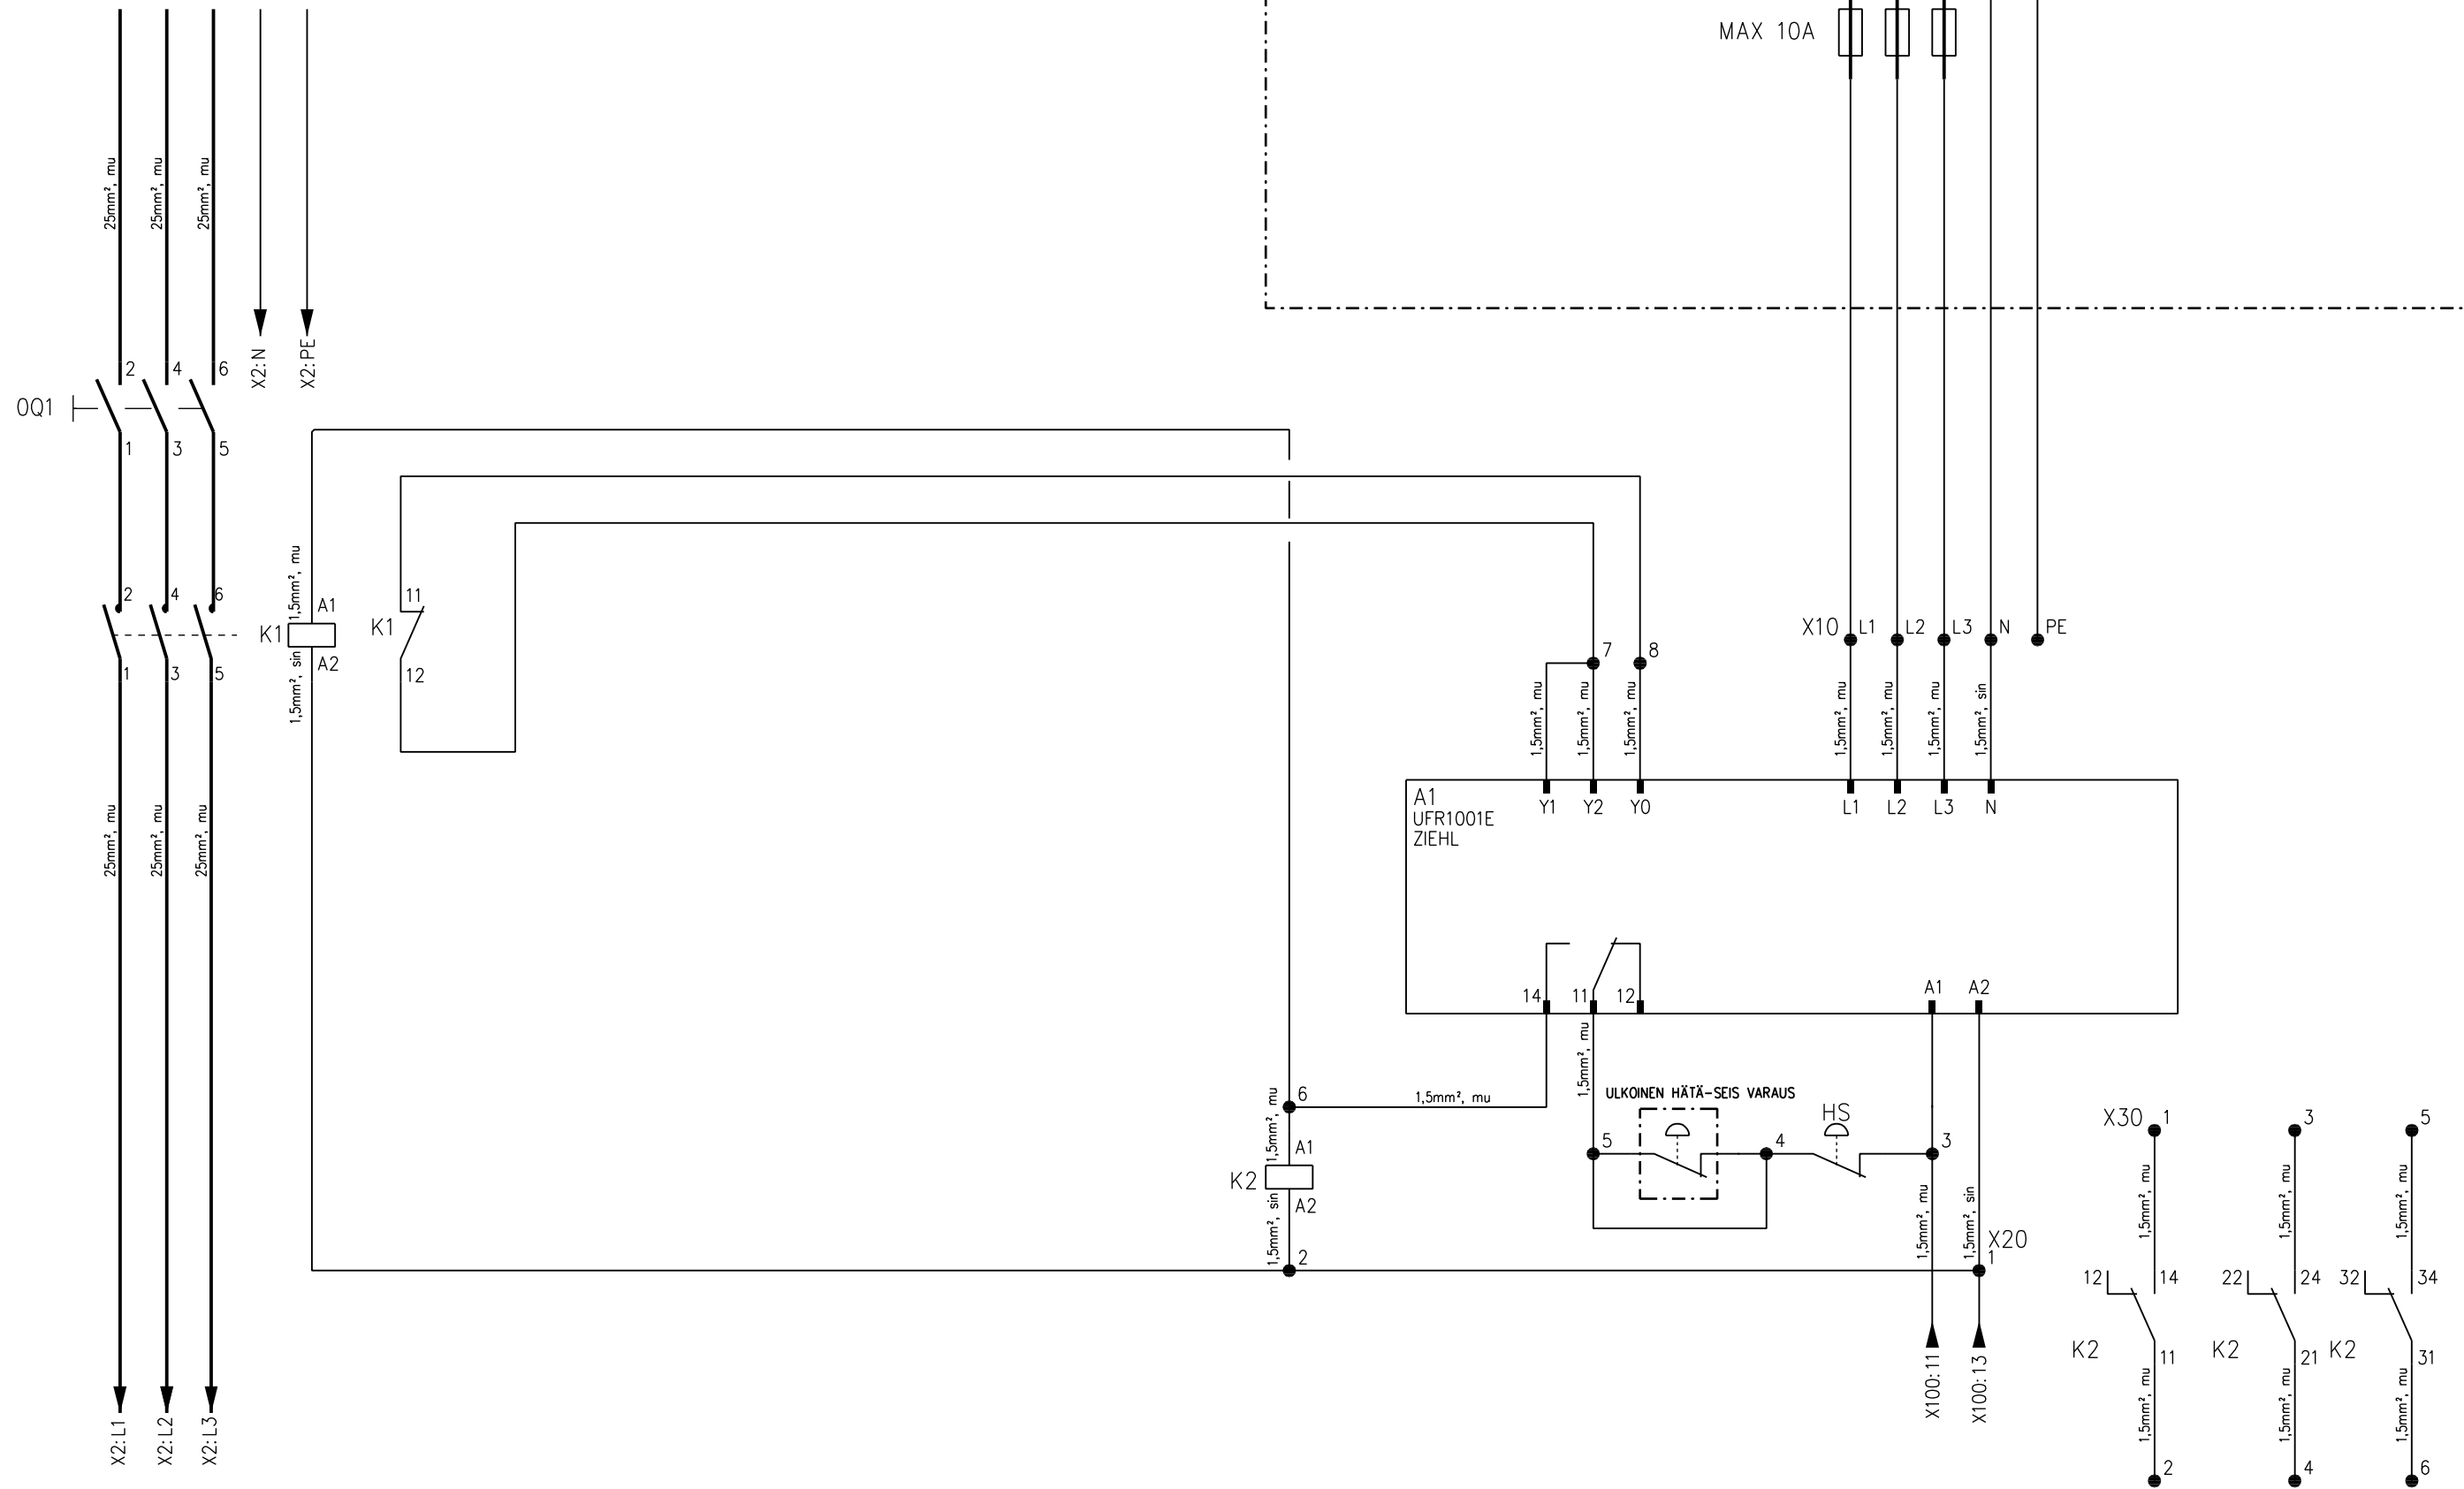 MAX 10A
25mm², mu
25mm², mu
25mm², mu
X2:N
X2:PE
2
4
6
0Q1
1
3
5
1,5mm², mu
2
4
6
A1
11
K1
K1
A2
12
1
3
5
1,5mm², sin
X10
L1
L2
L3
N
PE
7
8
1,5mm², mu
1,5mm², mu
1,5mm², mu
1,5mm², mu
1,5mm², mu
1,5mm², mu
1,5mm², sin
A1
UFR1001E
ZIEHL
Y1
Y2
Y0
L1
L2
L3
N
25mm², mu
25mm², mu
25mm², mu
14
11
12
A1
A2
1,5mm², mu
6
1,5mm², mu
1,5mm², mu
ULKOINEN HÄTÄ-SEIS VARAUS
HS
5
4
3
A1
K2
A2
1,5mm², sin
2
1,5mm², mu
1,5mm², sin
X20
1
X30
1
3
5
1,5mm², mu
1,5mm², mu
1,5mm², mu
12
14
22
24
32
34
K2
11
K2
21
K2
31
X100:11
X100:13
1,5mm², mu
1,5mm², mu
1,5mm², mu
X2:L1
X2:L2
X2:L3
2
4
6